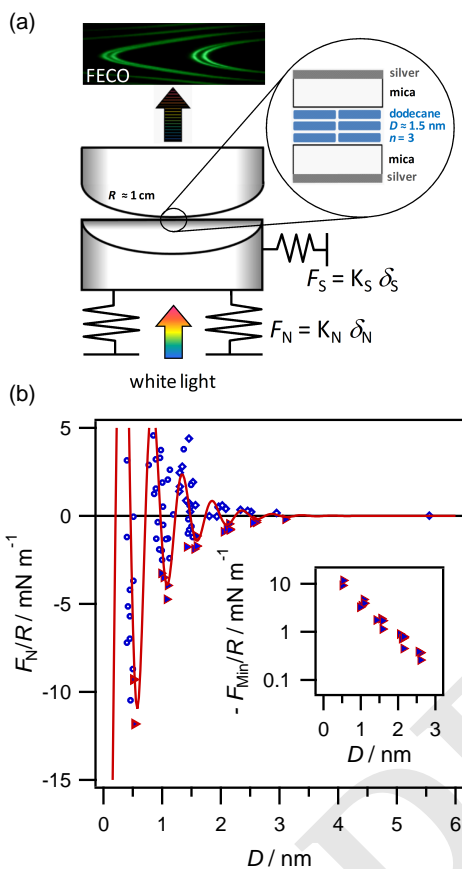 (a)
FECO
silver
mica
dodecane
D ≈ 1.5 nm
n = 3
mica
silver
R ≈ 1 cm
F_S = K_S δ_S
F_N = K_N δ_N
white light
(b)
F_N/R / mN m⁻¹
5
0
-5
-10
-15
0 1 2 3 4 5 6
D / nm
- F_Min/R / mN m⁻¹
10
1
0.1
0 1 2 3
D / nm